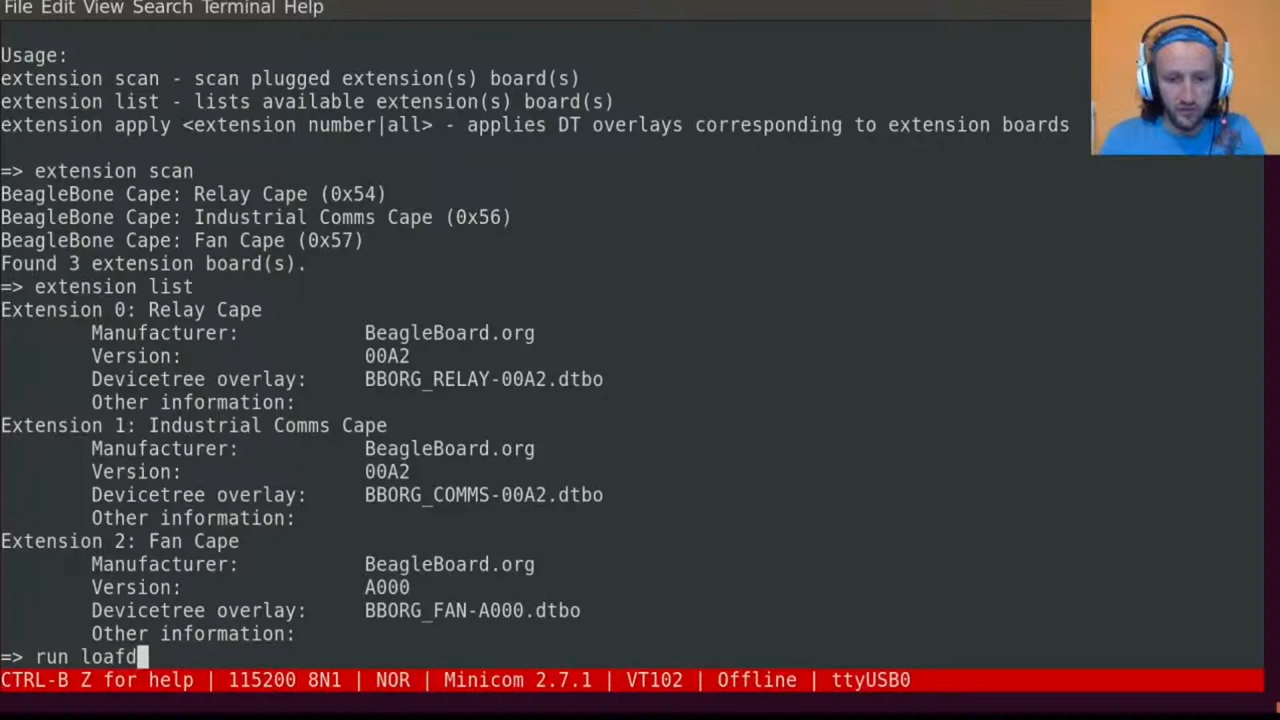 File Edit View Search Terminal Help
Usage:
extension scan - scan plugged extension(s) board(s)
extension list - lists available extension(s) board(s)
extension apply <extension number|all> - applies DT overlays corresponding to extension boards
=> extension scan
BeagleBone Cape: Relay Cape (0x54)
BeagleBone Cape: Industrial Comms Cape (0x56)
BeagleBone Cape: Fan Cape (0x57)
Found 3 extension board(s).
=> extension list
Extension 0: Relay Cape
Manufacturer: BeagleBoard.org
Version: 00A2
Devicetree overlay: BBORG_RELAY-00A2.dtbo
Other information:
Extension 1: Industrial Comms Cape
Manufacturer: BeagleBoard.org
Version: 00A2
Devicetree overlay: BBORG_COMMS-00A2.dtbo
Other information:
Extension 2: Fan Cape
Manufacturer: BeagleBoard.org
Version: A000
Devicetree overlay: BBORG_FAN-A000.dtbo
Other information:
=> run loafd
CTRL-B Z for help | 115200 8N1 | NOR | Minicom 2.7.1 | VT102 | Offline | ttyUSB0